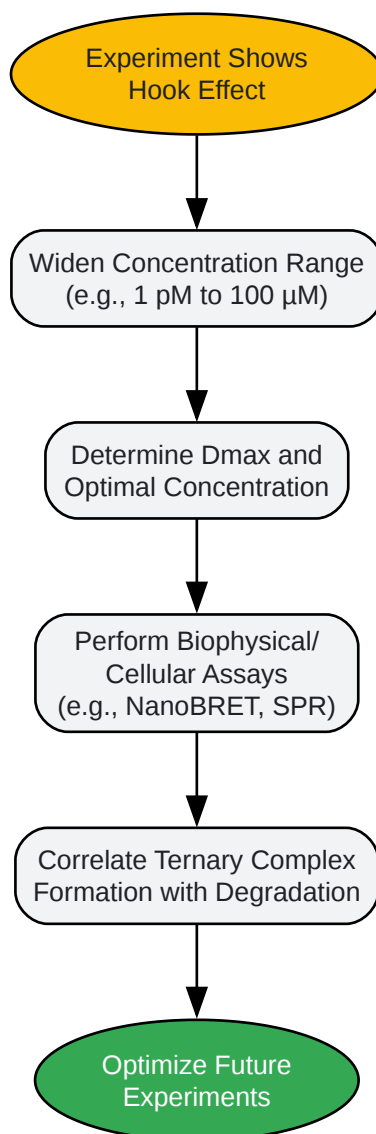 Experiment Shows
Hook Effect
Widen Concentration Range
(e.g., 1 pM to 100 µM)
Determine Dmax and
Optimal Concentration
Perform Biophysical/
Cellular Assays
(e.g., NanoBRET, SPR)
Correlate Ternary Complex
Formation with Degradation
Optimize Future
Experiments